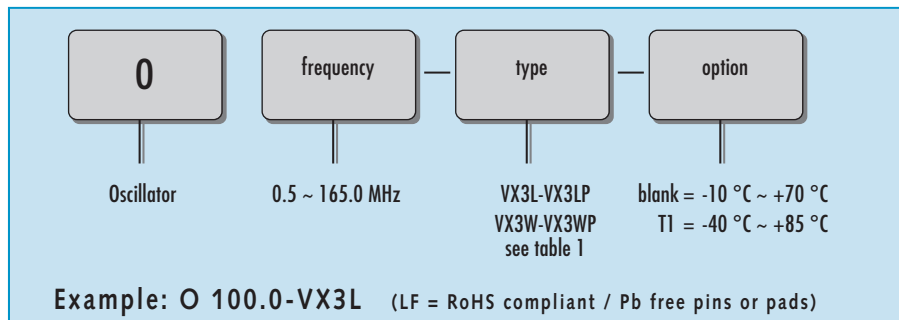 O
frequency
type
option
Oscillator
0.5 ~ 165.0 MHz
VX3L-VX3LP
VX3W-VX3WP
see table 1
blank = -10 °C ~ +70 °C
T1 = -40 °C ~ +85 °C
Example: O 100.0-VX3L (LF = RoHS compliant / Pb free pins or pads)